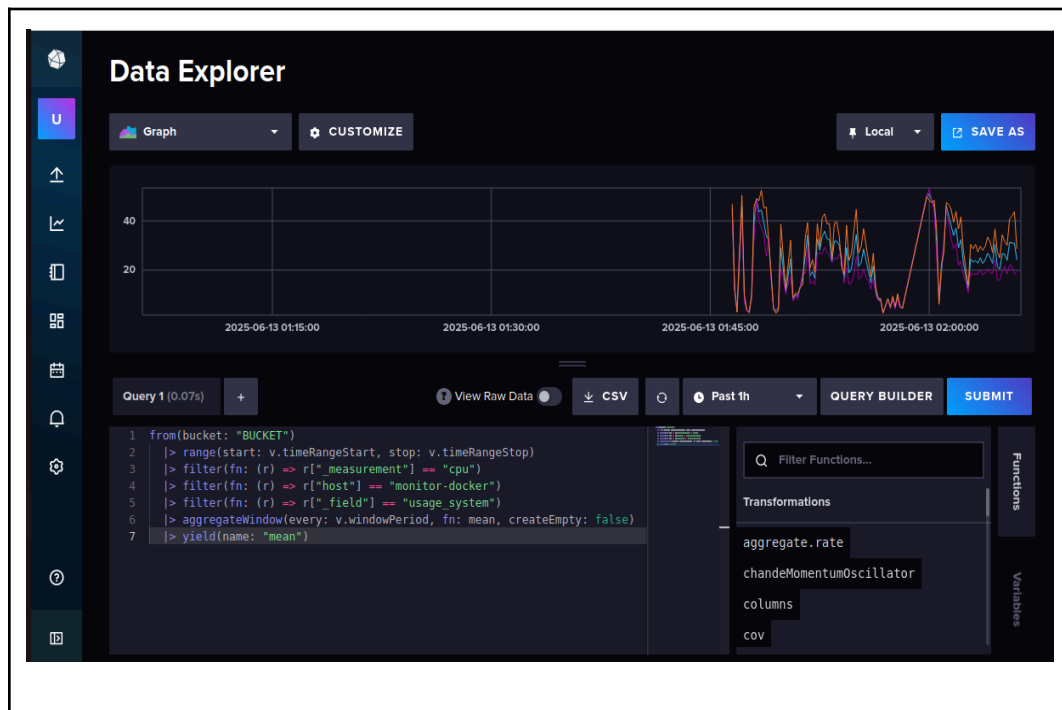 Data Explorer
U
Graph
CUSTOMIZE
Local
SAVE AS
40
20
2025-06-13 01:15:00
2025-06-13 01:30:00
2025-06-13 01:45:00
2025-06-13 02:00:00
Query 1 (0.07s)
+
? View Raw Data
CSV
Past 1h
QUERY BUILDER
SUBMIT
1 from(bucket: "BUCKET")
2 |> range(start: v.timeRangeStart, stop: v.timeRangeStop)
3 |> filter(fn: (r) => r["_measurement"] == "cpu")
4 |> filter(fn: (r) => r["host"] == "monitor-docker")
5 |> filter(fn: (r) => r["_field"] == "usage_system")
6 |> aggregateWindow(every: v.windowPeriod, fn: mean, createEmpty: false)
7 |> yield(name: "mean")
Filter Functions...
Transformations
aggregate.rate
chandeMomentumOscillator
columns
cov
Functions
Variables
?